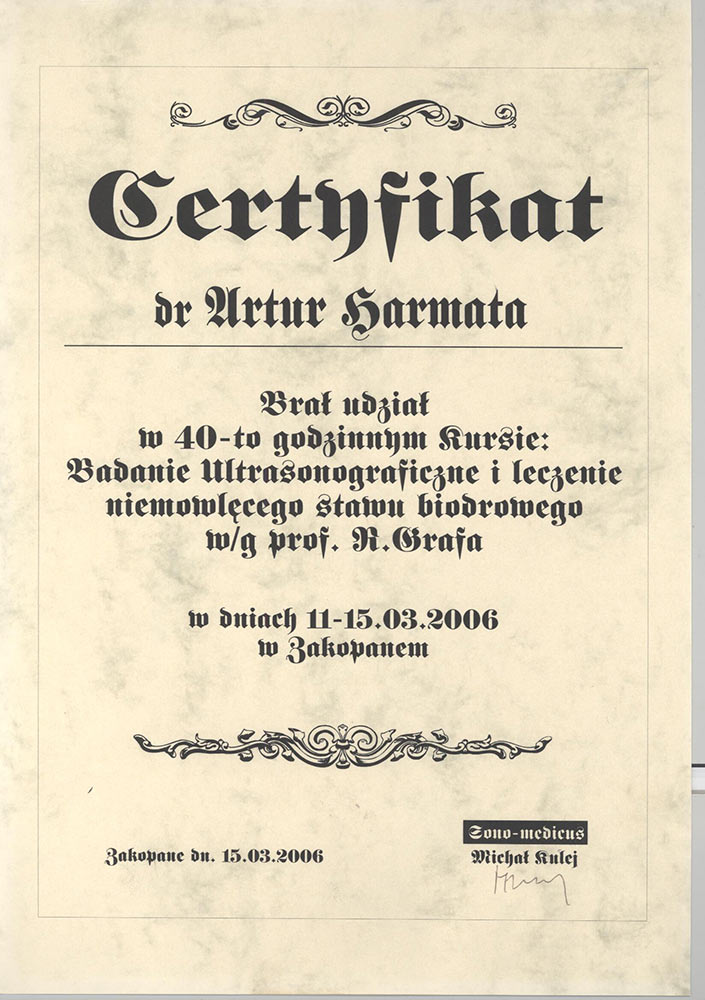 Certyfikat
dr Artur Harmata
Brał udział
w 40-to godzinnym Kursie:
Badanie Ultrasonograficzne i leczenie
niemowlęcego stawu biodrowego
w/g prof. R.Grafa
w dniach 11-15.03.2006
w Zakopanem
Sono-medicus
Zakopane dn. 15.03.2006
Michał Kulej